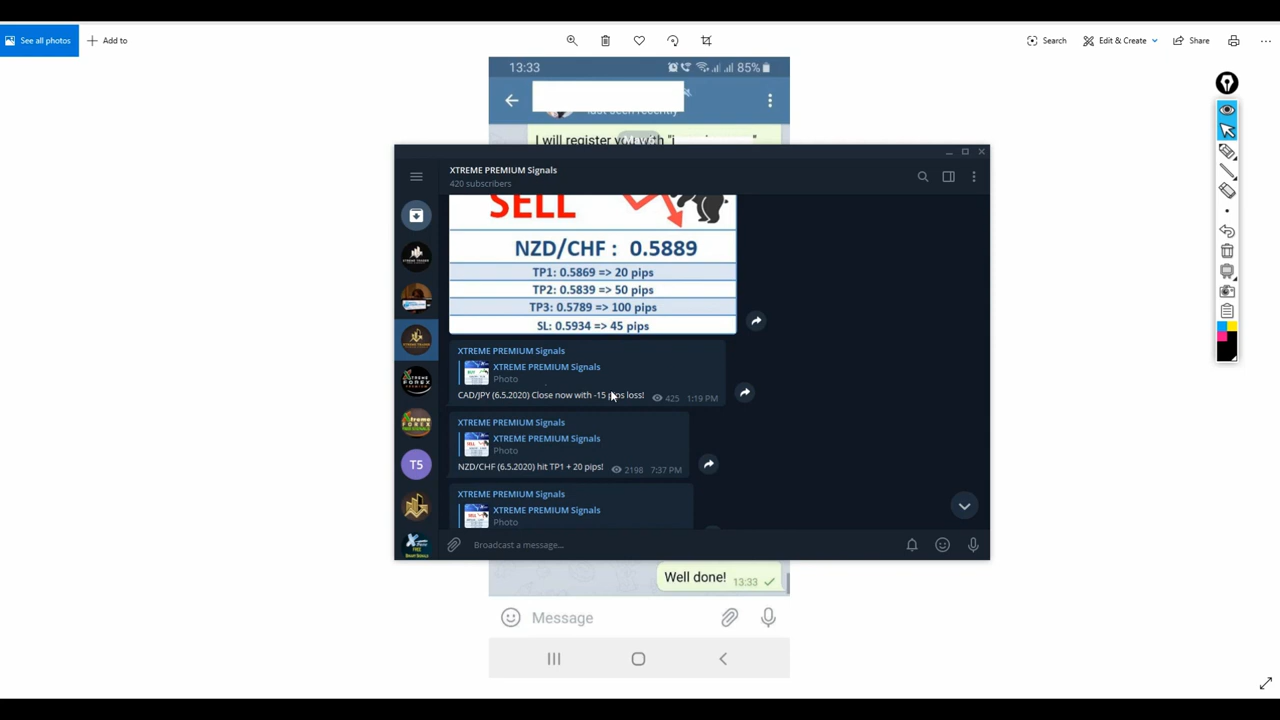 See all photos
Add to
Search
Edit & Create
Share
13:33
85%
last seen recently
I will register
XTREME PREMIUM Signals
420 subscribers
SELL
NZD/CHF : 0.5889
TP1: 0.5869 => 20 pips
TP2: 0.5839 => 50 pips
TP3: 0.5789 => 100 pips
SL: 0.5934 => 45 pips
XTREME PREMIUM Signals
XTREME PREMIUM Signals
Photo
CAD/JPY (6.5.2020) Close now with -15 pips loss!
425 1:19 PM
XTREME PREMIUM Signals
XTREME PREMIUM Signals
Photo
NZD/CHF (6.5.2020) hit TP1 + 20 pips!
2198 7:37 PM
XTREME PREMIUM Signals
XTREME PREMIUM Signals
Photo
T5
Broadcast a message...
Well done! 13:33
Message